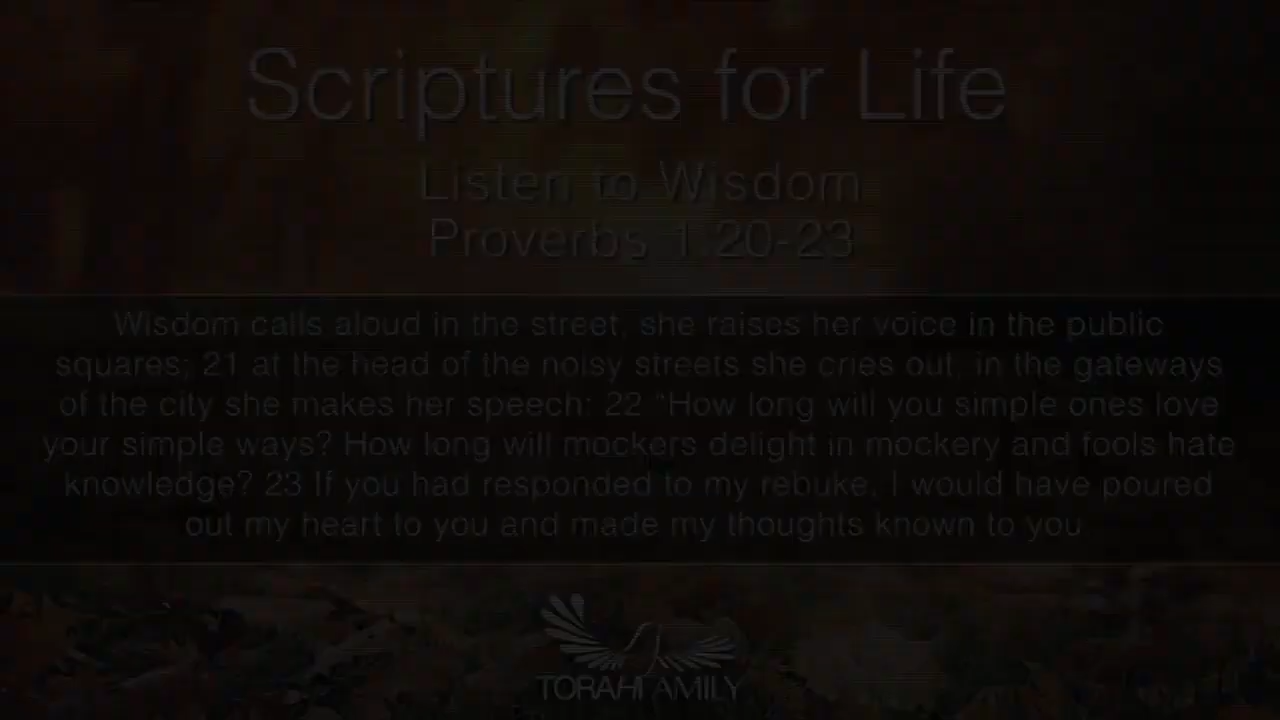 Scriptures for Life
Listen to Wisdom
Proverbs 1:20-23
Wisdom calls aloud in the street, she raises her voice in the public
squares; 21 at the head of the noisy streets she cries out, in the gateways
of the city she makes her speech: 22 "How long will you simple ones love
your simple ways? How long will mockers delight in mockery and fools hate
knowledge? 23 If you had responded to my rebuke, I would have poured
out my heart to you and made my thoughts known to you
TORAHFAMILY